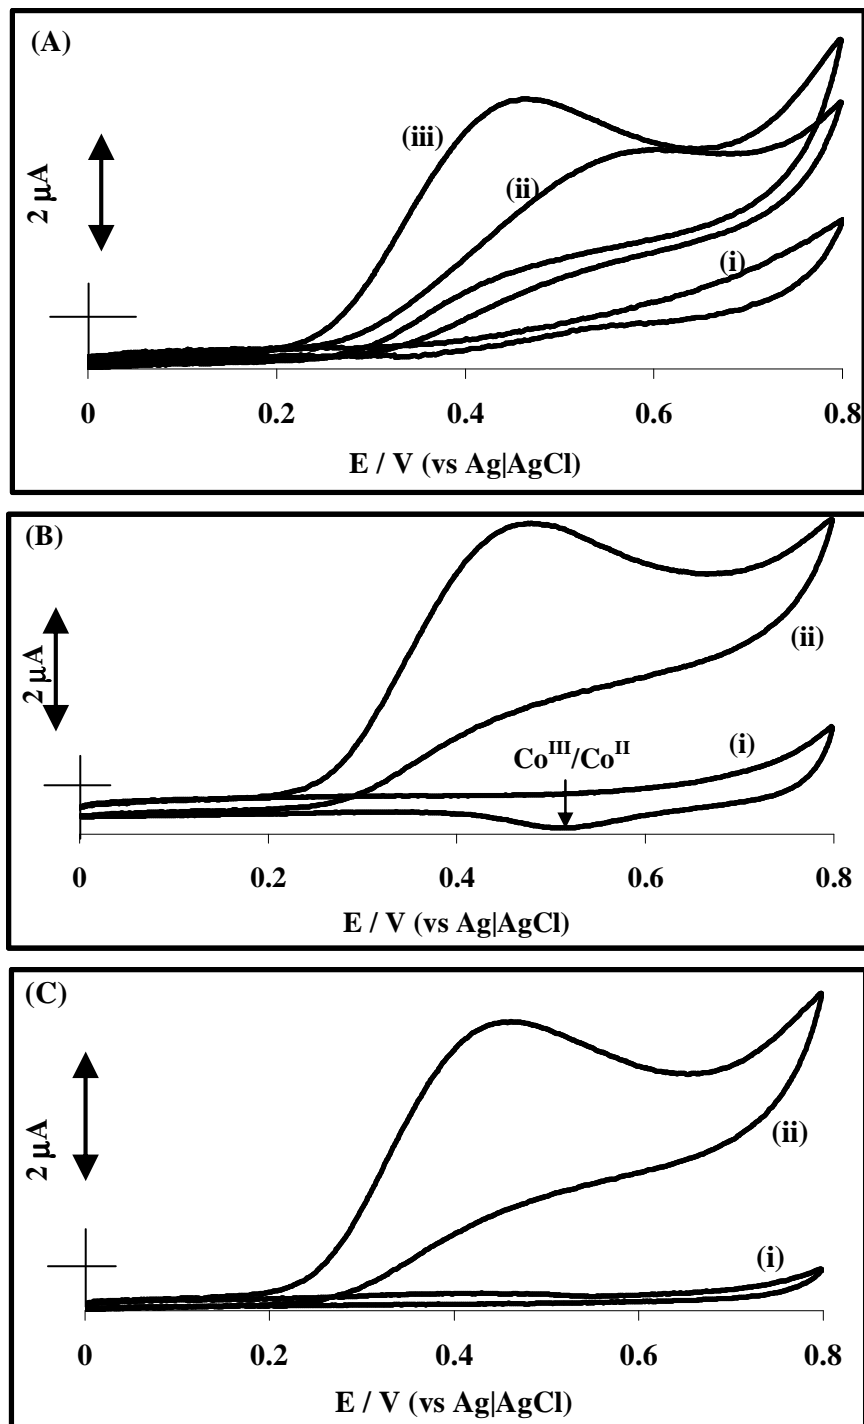 (A)
(iii)
(ii)
(i)
2 μA
0 0.2 0.4 0.6 0.8
E / V (vs Ag|AgCl)
(B)
(ii)
(i)
2 μA
Co^III/Co^II
0 0.2 0.4 0.6 0.8
E / V (vs Ag|AgCl)
(C)
(ii)
(i)
2 μA
0 0.2 0.4 0.6 0.8
E / V (vs Ag|AgCl)